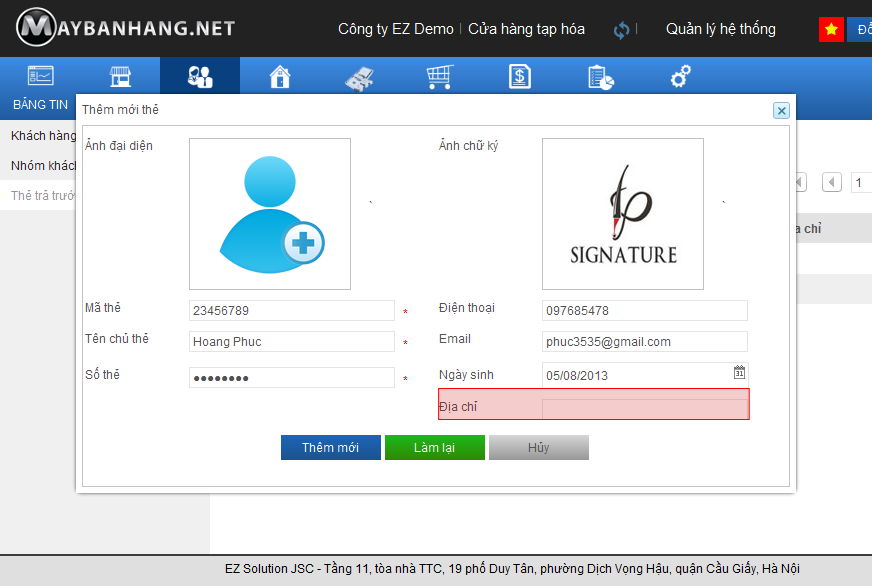 MAYBANHANG.NET
Công ty EZ Demo | Cửa hàng tạp hóa | Quản lý hệ thống
BẢNG TIN
Khách hàng
Nhóm khách
Thẻ trả trước
Thêm mới thẻ
Ảnh đại diện
Ảnh chữ ký
SIGNATURE
Mã thẻ 23456789 * Điện thoại 097685478
Tên chủ thẻ Hoang Phuc * Email phuc3535@gmail.com
Số thẻ ●●●●●●●● * Ngày sinh 05/08/2013 31
Địa chỉ
Thêm mới Làm lại Hủy
1
a chỉ
EZ Solution JSC - Tầng 11, tòa nhà TTC, 19 phố Duy Tân, phường Dịch Vọng Hậu, quận Cầu Giấy, Hà Nội